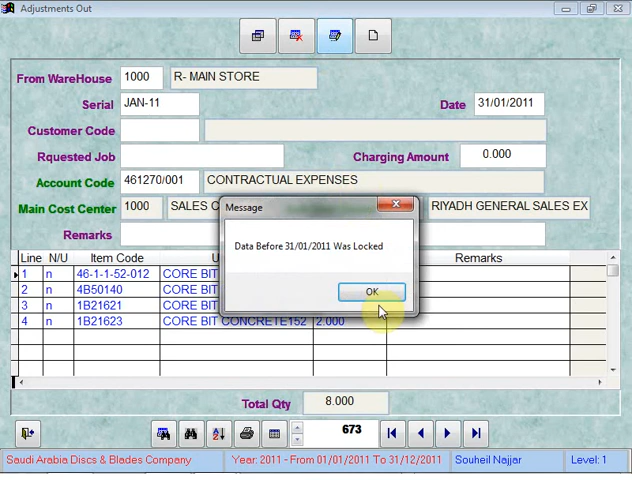 Adjustments Out
From WareHouse 1000 R- MAIN STORE
Serial JAN-11 Date 31/01/2011
Customer Code
Rquested Job Charging Amount 0.000
Account Code 461270/001 CONTRACTUAL EXPENSES
Main Cost Center 1000 SALES RIYADH GENERAL SALES EX
Remarks
Message
Data Before 31/01/2011 Was Locked
OK
Line N/U Item Code Remarks
1 n 46-1-1-52-012 CORE BIT
2 n 4B50140 CORE BIT
3 n 1B21621 CORE BIT
4 n 1B21623 CORE BIT CONCRETE152 2.000
Total Qty 8.000
673
Saudi Arabia Discs & Blades Company Year: 2011 - From 01/01/2011 To 31/12/2011 Souheil Najjar Level: 1